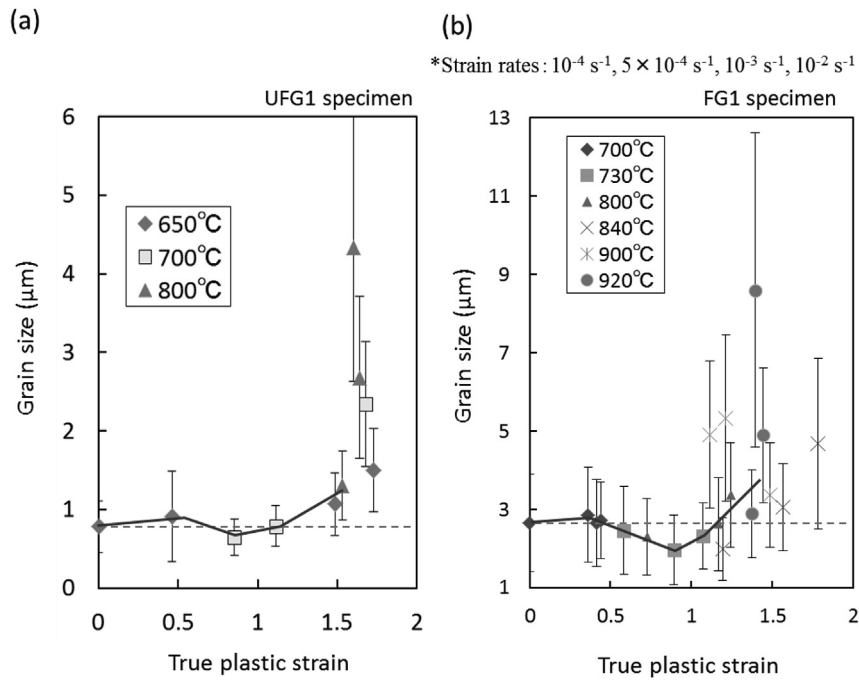 (a)
(b)
*Strain rates: 10⁻⁴ s⁻¹, 5×10⁻⁴ s⁻¹, 10⁻³ s⁻¹, 10⁻² s⁻¹
UFG1 specimen
FG1 specimen
6
5
4
3
2
1
0
Grain size (μm)
650℃
700℃
800℃
0 0.5 1 1.5 2
True plastic strain
13
11
9
7
5
3
1
Grain size (μm)
700℃
730℃
800℃
840℃
900℃
920℃
0 0.5 1 1.5 2
True plastic strain